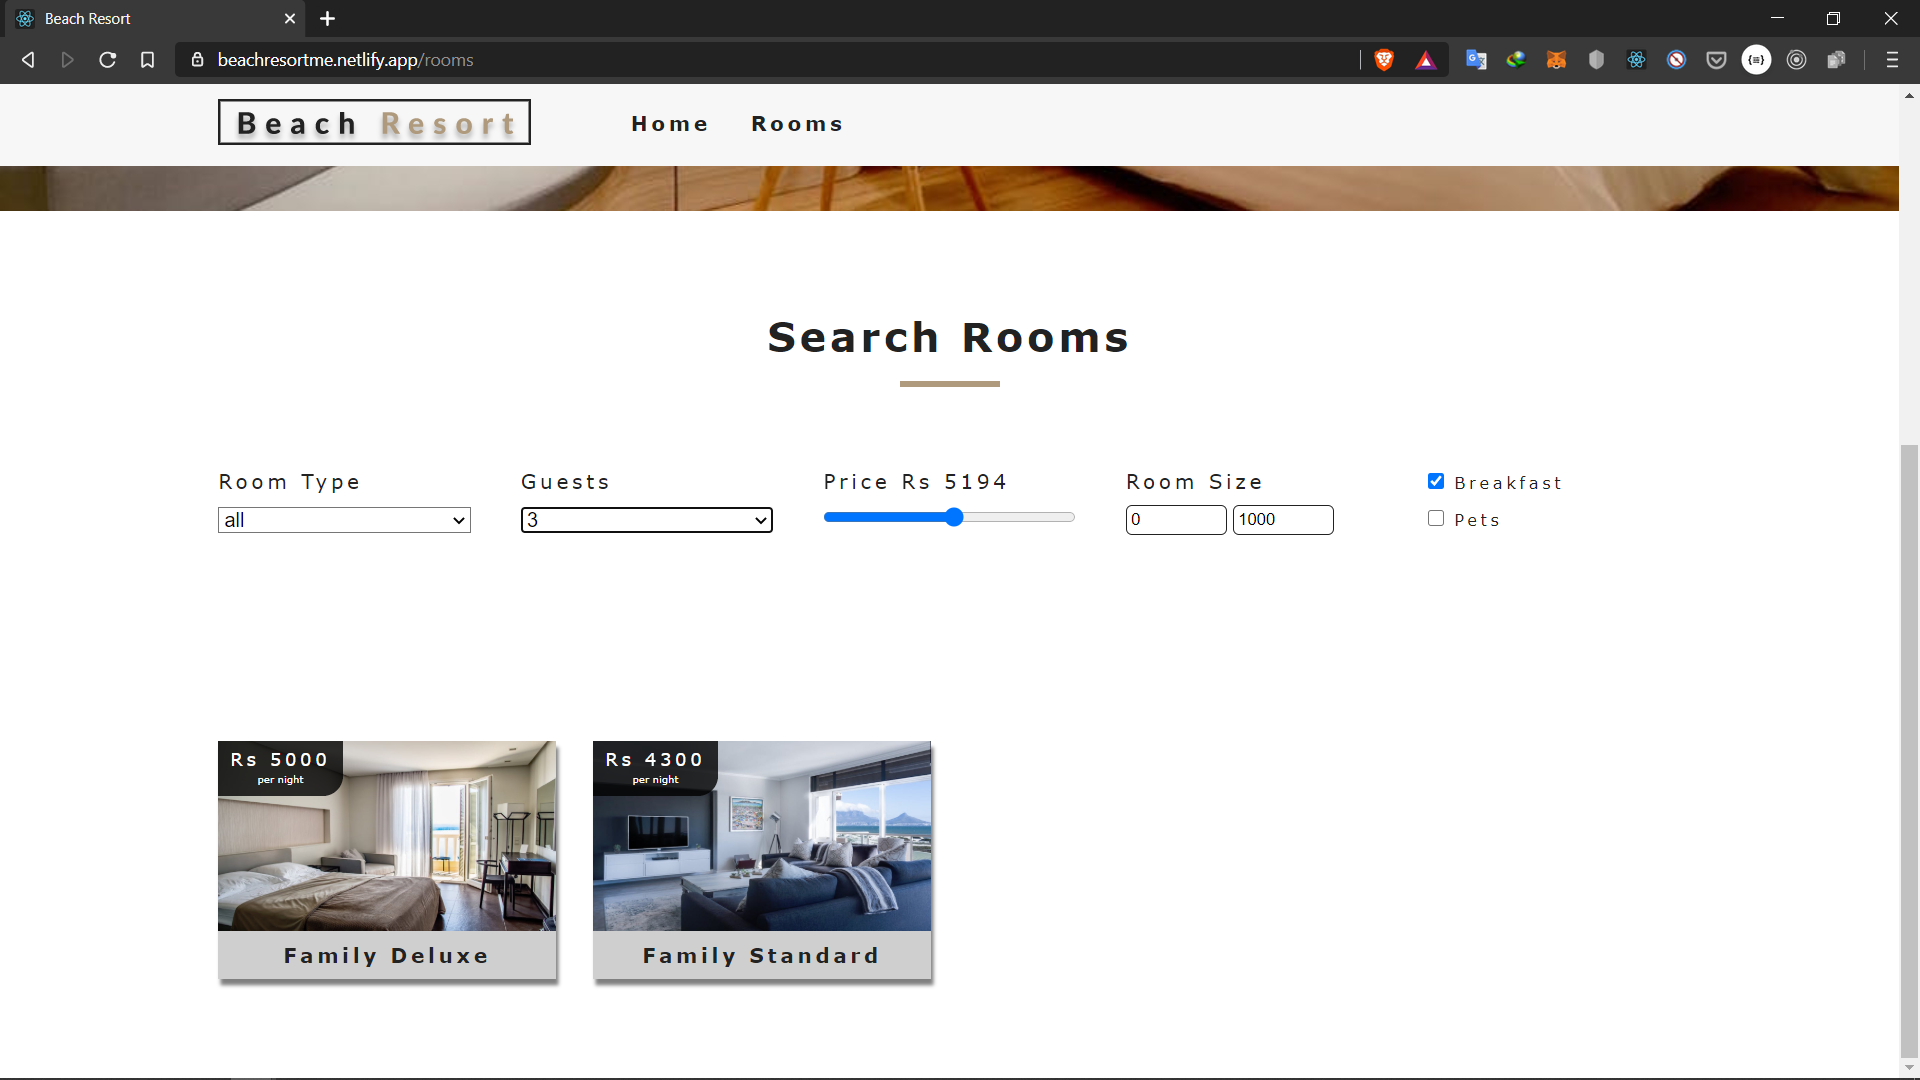 Beach Resort
beachresortme.netlify.app/rooms
Beach Resort
Home
Rooms
Search Rooms
Room Type
Guests
Price Rs 5194
Room Size
Breakfast
all
3
0
1000
Pets
Rs 5000
per night
Rs 4300
per night
Family Deluxe
Family Standard